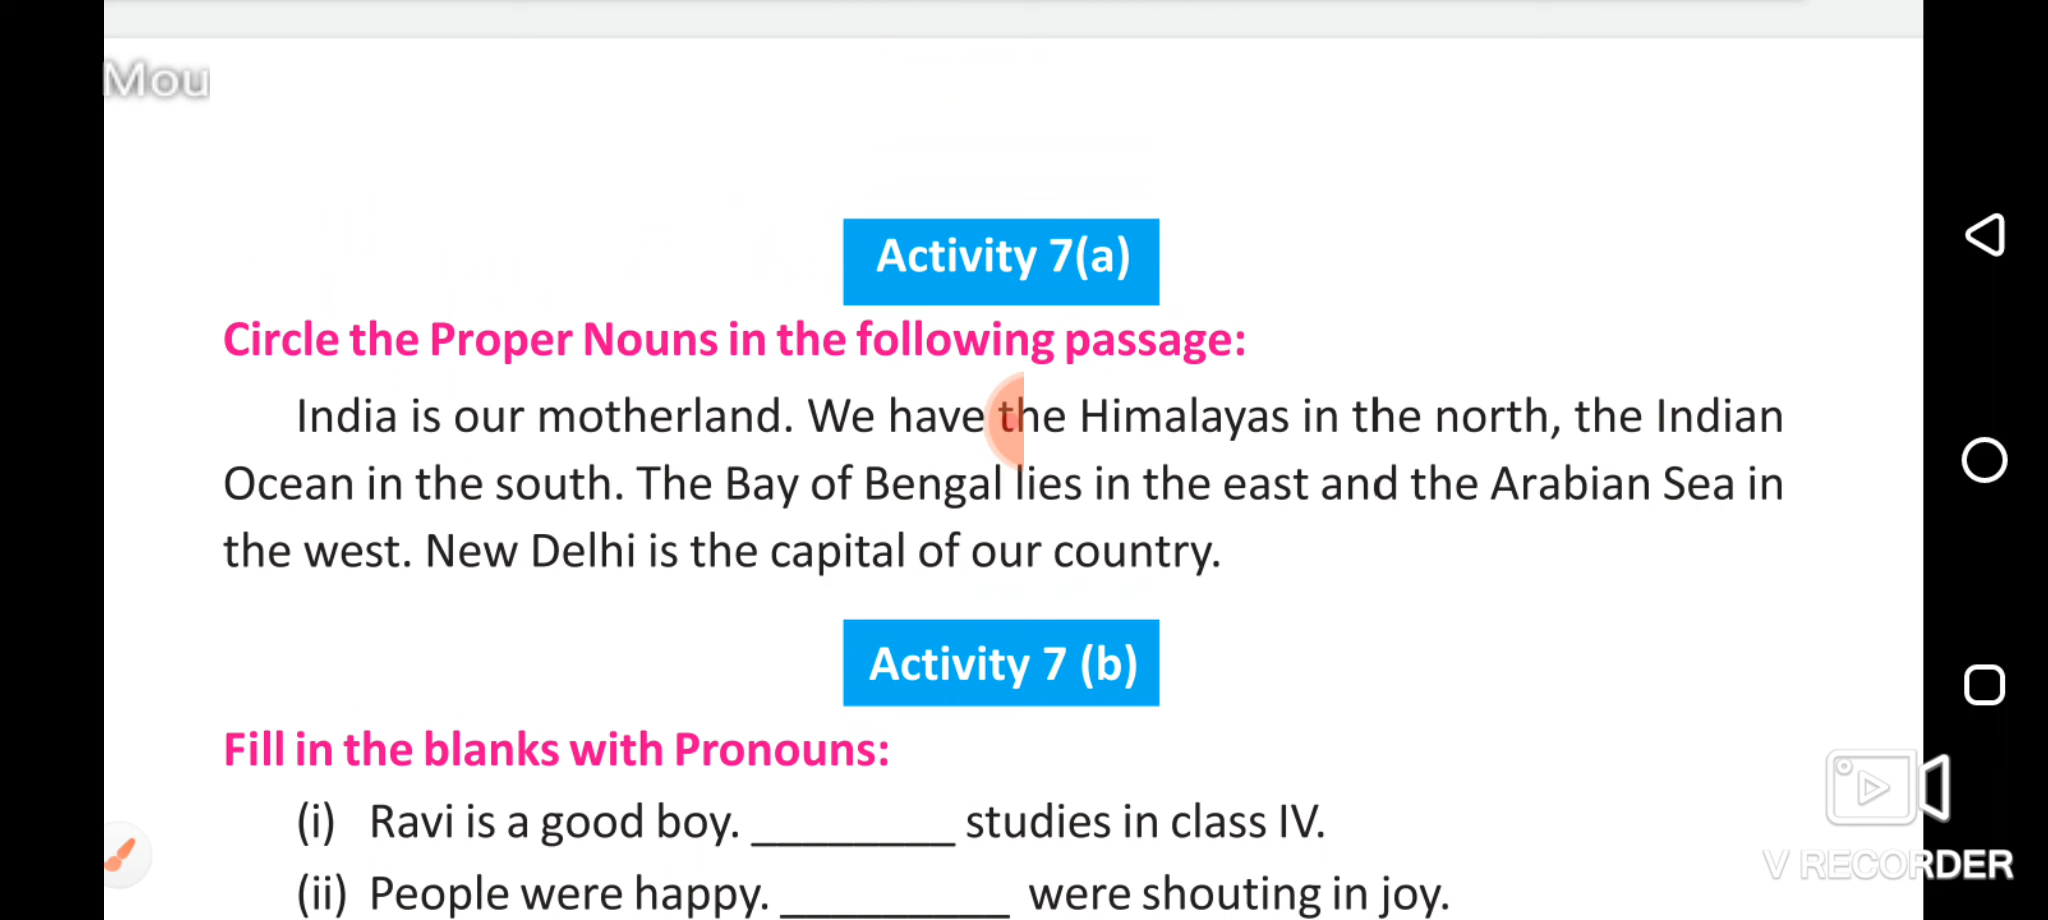 Mou
Activity 7(a)
Circle the Proper Nouns in the following passage:
India is our motherland. We have the Himalayas in the north, the Indian
Ocean in the south. The Bay of Bengal lies in the east and the Arabian Sea in
the west. New Delhi is the capital of our country.
Activity 7 (b)
Fill in the blanks with Pronouns:
(i) Ravi is a good boy. ________ studies in class IV.
(ii) People were happy. _________ were shouting in joy.
V RECORDER